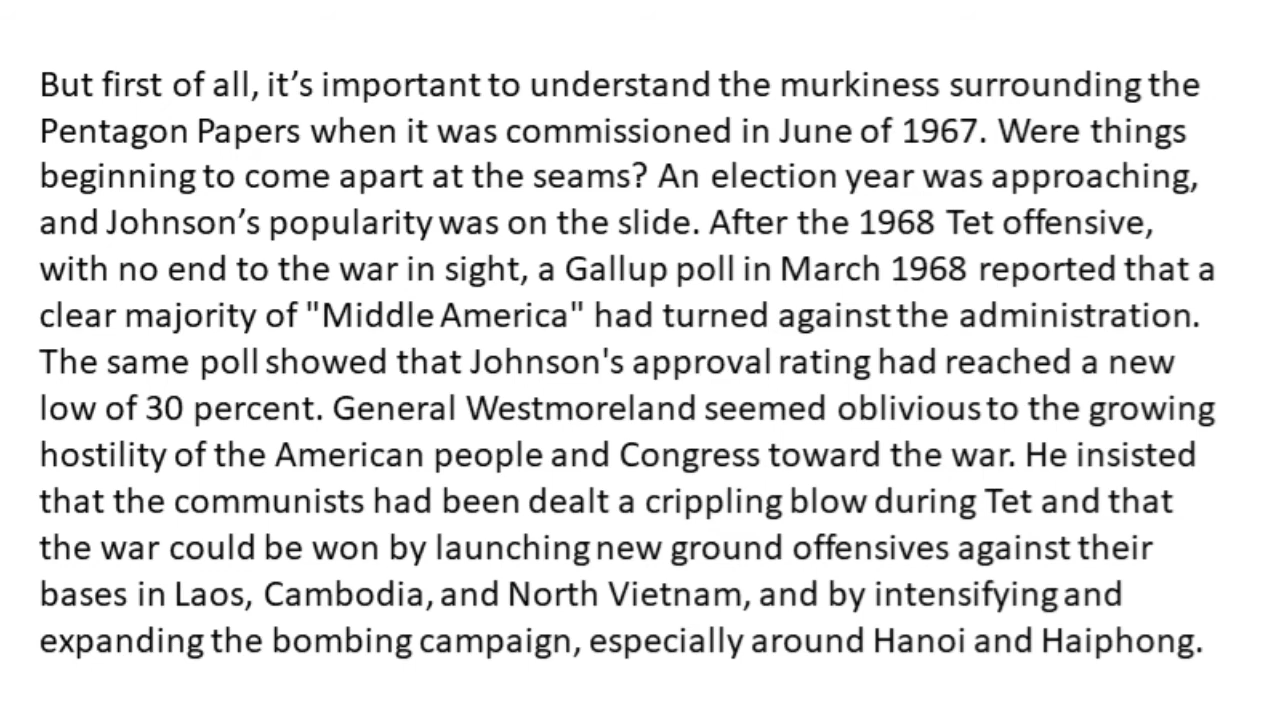 But first of all, it’s important to understand the murkiness surrounding the
Pentagon Papers when it was commissioned in June of 1967. Were things
beginning to come apart at the seams? An election year was approaching,
and Johnson’s popularity was on the slide. After the 1968 Tet offensive,
with no end to the war in sight, a Gallup poll in March 1968 reported that a
clear majority of "Middle America" had turned against the administration.
The same poll showed that Johnson's approval rating had reached a new
low of 30 percent. General Westmoreland seemed oblivious to the growing
hostility of the American people and Congress toward the war. He insisted
that the communists had been dealt a crippling blow during Tet and that
the war could be won by launching new ground offensives against their
bases in Laos, Cambodia, and North Vietnam, and by intensifying and
expanding the bombing campaign, especially around Hanoi and Haiphong.